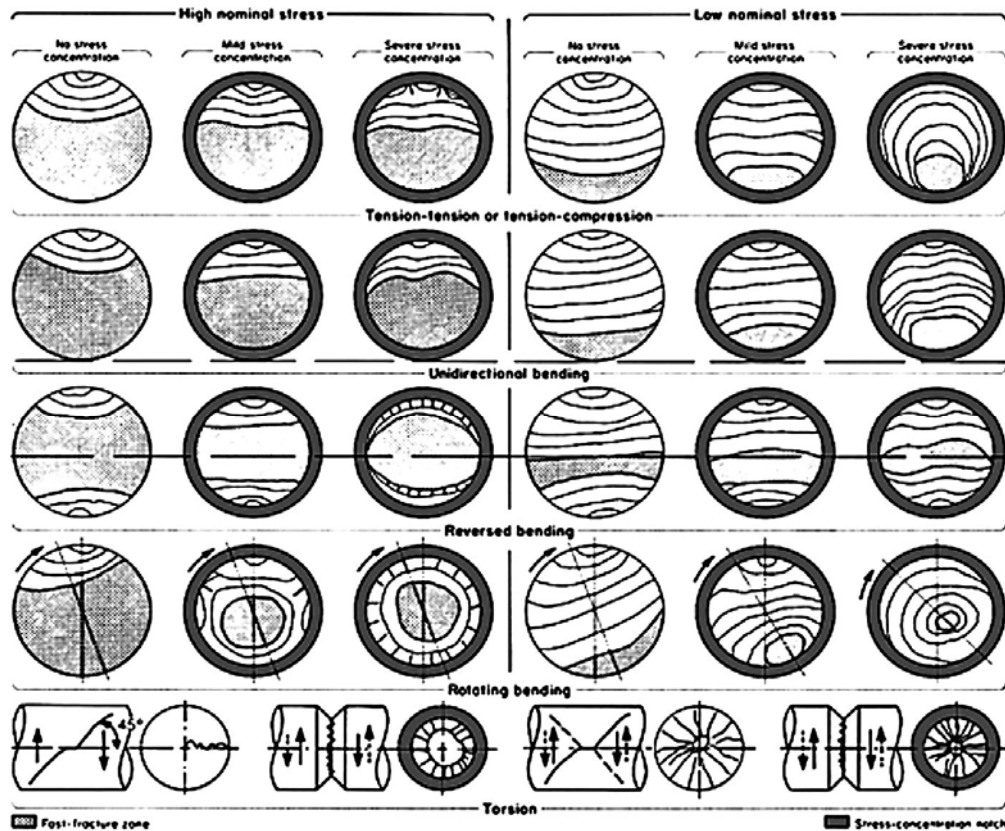 High nominal stress
Low nominal stress
No stress
concentration
Mild stress
concentration
Severe stress
concentration
No stress
concentration
Mild stress
concentration
Severe stress
concentration
Tension-tension or tension-compression
Unidirectional bending
Reversed bending
Rotating bending
45°
Torsion
Fast-fracture zone
Stress-concentration notch